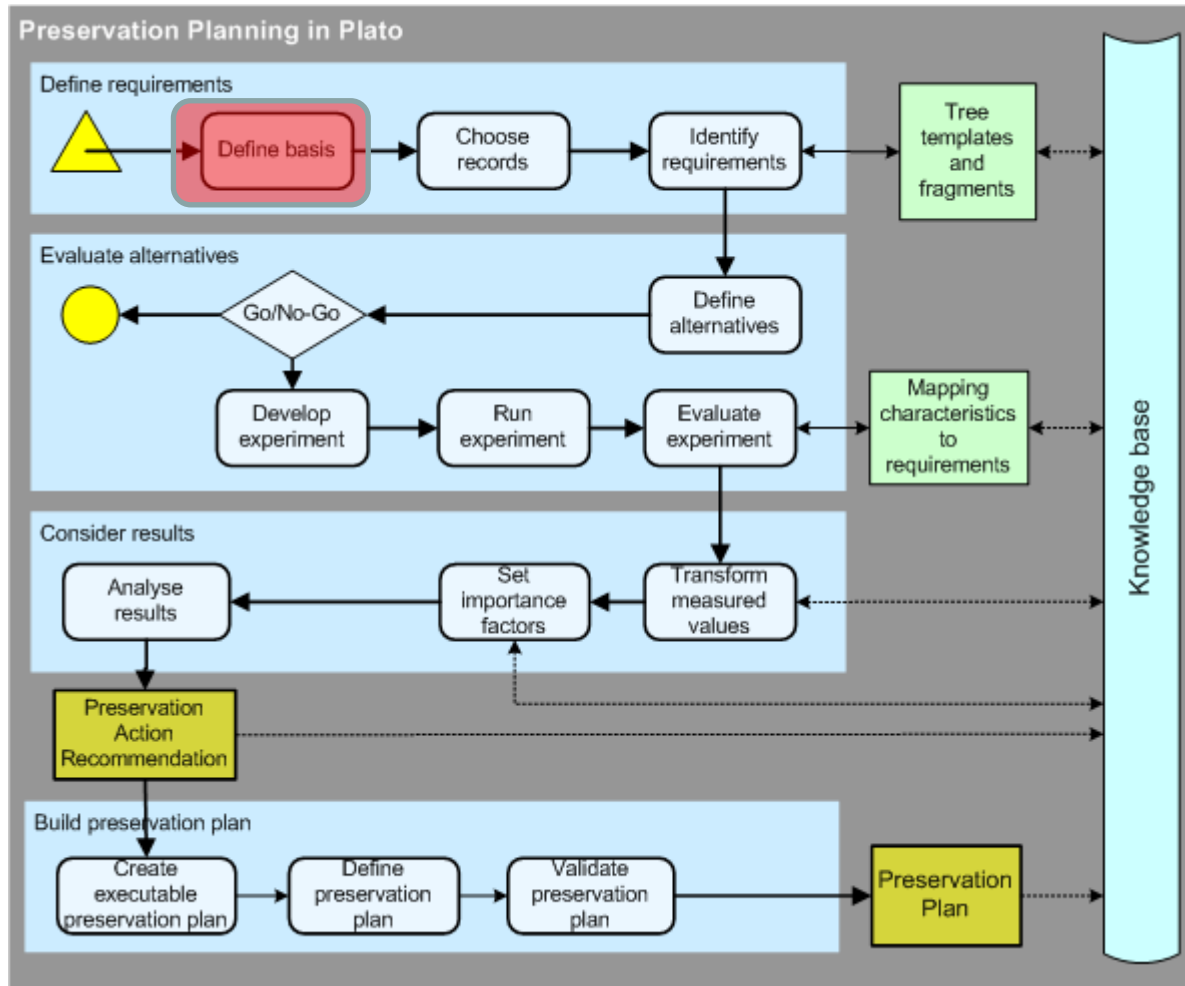 Preservation Planning in Plato
Define requirements
Define basis
Choose
records
Identify
requirements
Tree
templates
and
fragments
Evaluate alternatives
Go/No-Go
Define
alternatives
Develop
experiment
Run
experiment
Evaluate
experiment
Mapping
characteristics
to
requirements
Knowledge base
Consider results
Analyse
results
Set
importance
factors
Transform
measured
values
Preservation
Action
Recommendation
Build preservation plan
Create
executable
preservation plan
Define
preservation
plan
Validate
preservation
plan
Preservation
Plan